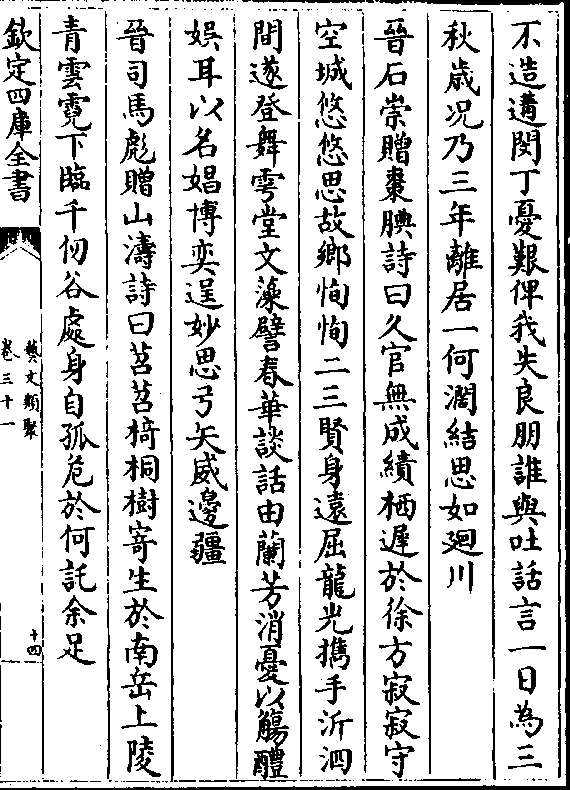 不造遘閔丁憂艱俾我失良朋誰與吐話言一日為三
秋歲况乃三年離居一何濶結思如廻川
晉石崇贈棗腆詩曰久官無成績栖遲於徐方寂寂守
空城悠悠思故鄉恂恂二三賢身遠屈龍光攜手沂泗
間遂登舞雩堂文藻譬春華談話由蘭芳消憂以觴醴
娯耳以名娼博奕逞妙思弓矢威邊疆
晉司馬彪贈山濤詩曰苕苕椅桐樹寄生於南岳上陵
青雲霓下臨千仞谷處身自孤危於何託余足
欽定四庫全書
藝文類聚
卷三十一
十四